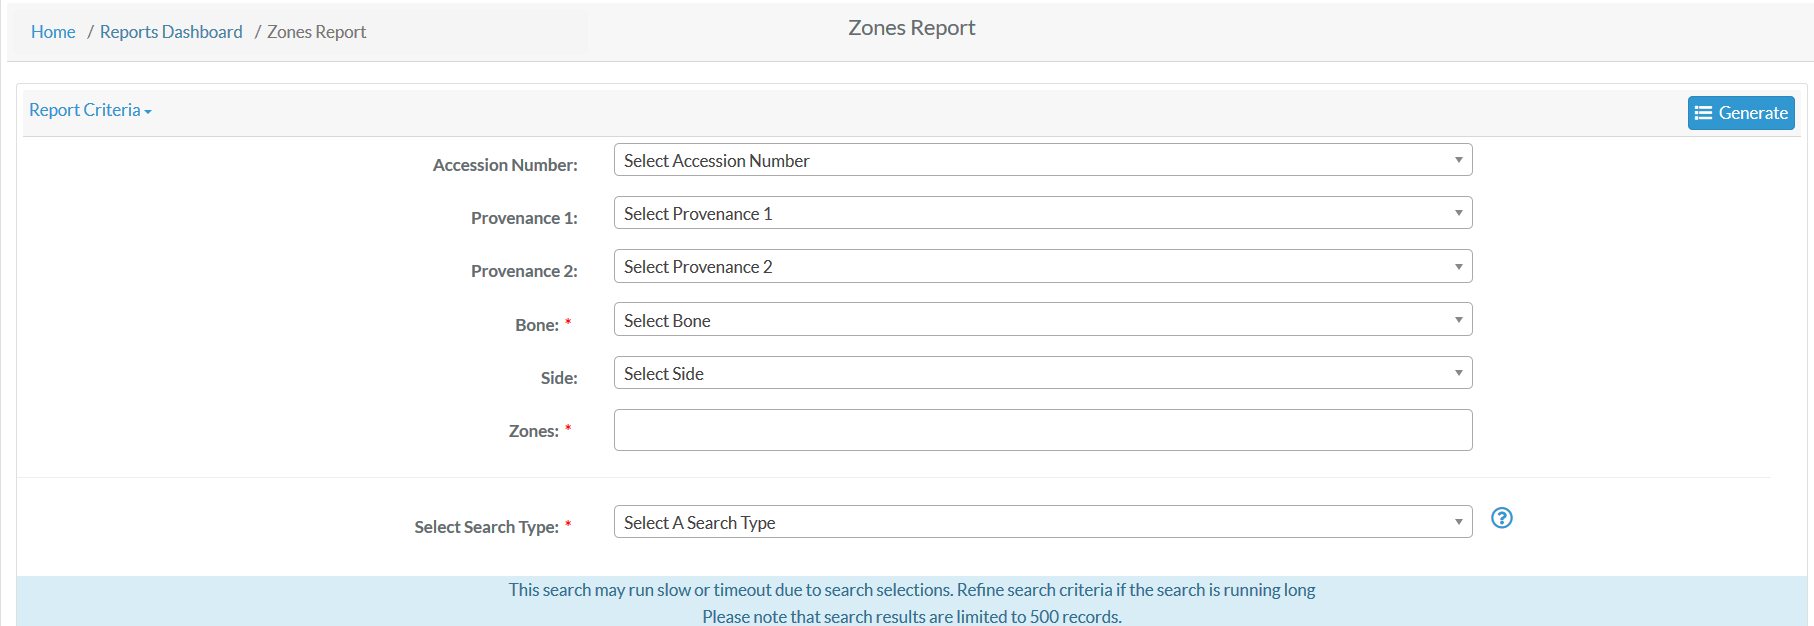 Home / Reports Dashboard / Zones Report
Zones Report
Report Criteria
Generate
Accession Number:
Select Accession Number
Provenance 1:
Select Provenance 1
Provenance 2:
Select Provenance 2
Bone: *
Select Bone
Side:
Select Side
Zones: *
Select Search Type: *
Select A Search Type
?
This search may run slow or timeout due to search selections. Refine search criteria if the search is running long
Please note that search results are limited to 500 records.